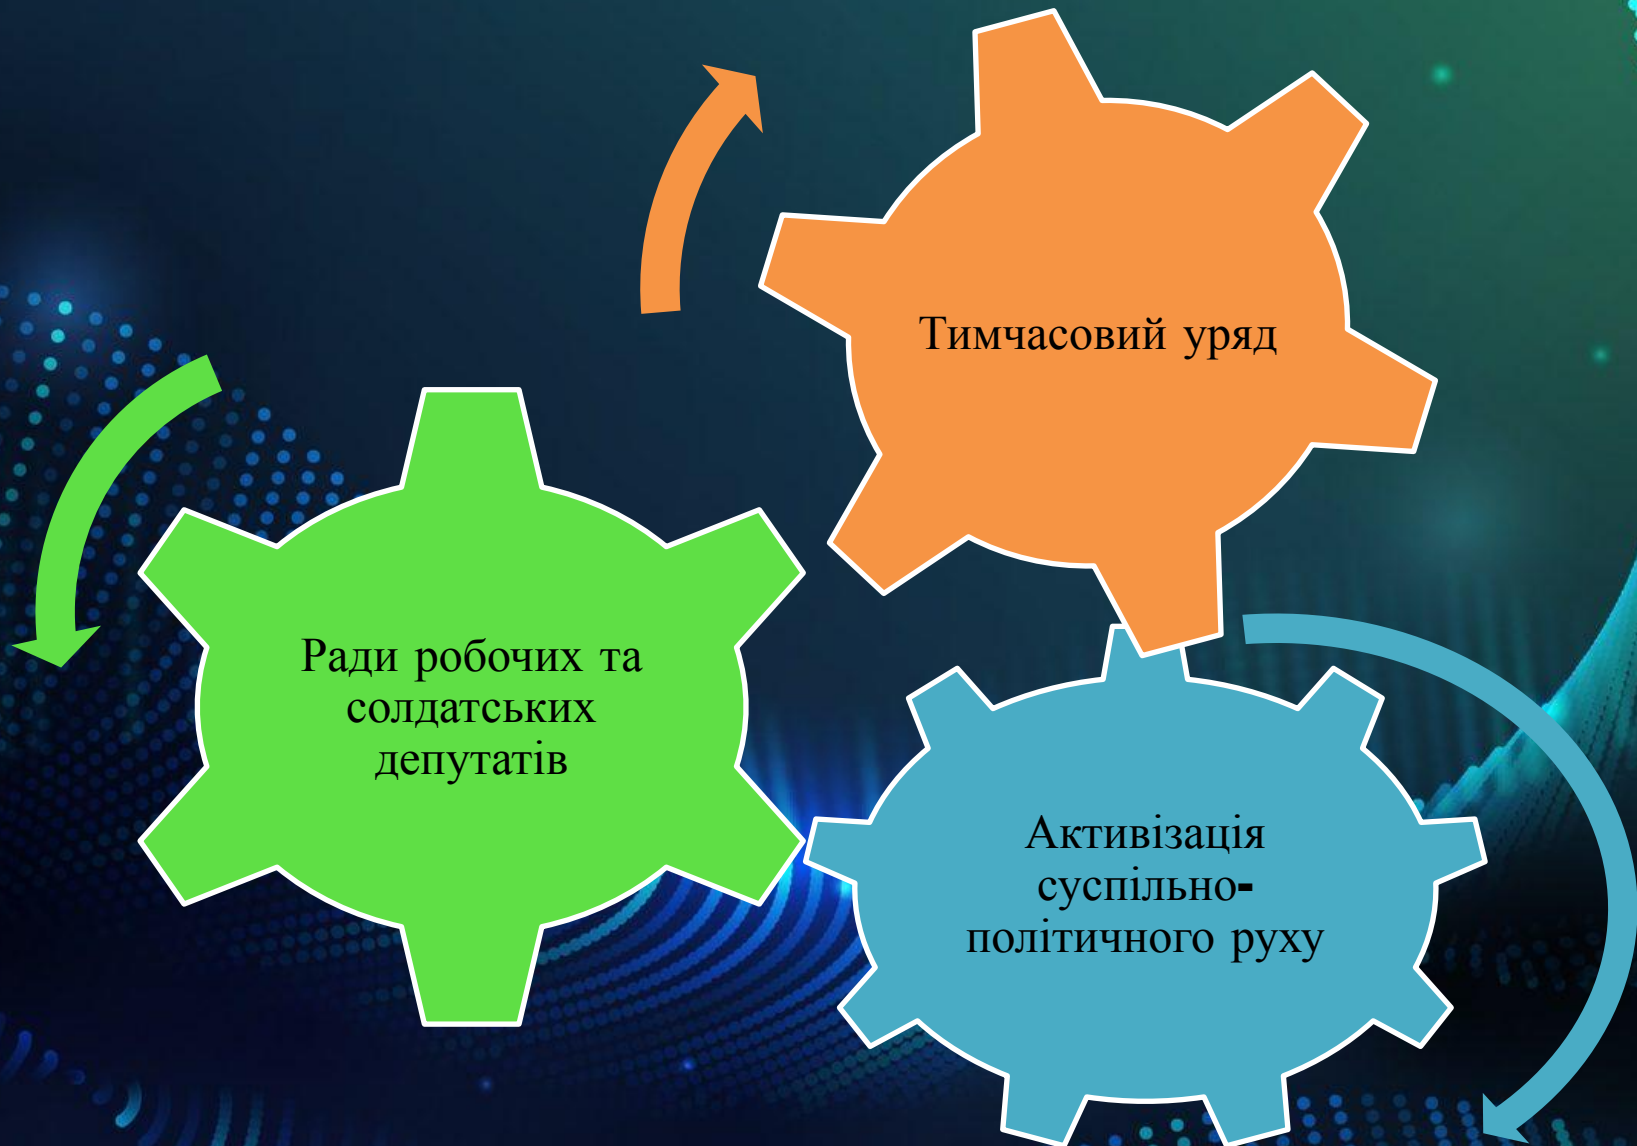 Тимчасовий уряд
Ради робочих та
солдатських
депутатів
Активізація
суспільно-
політичного руху